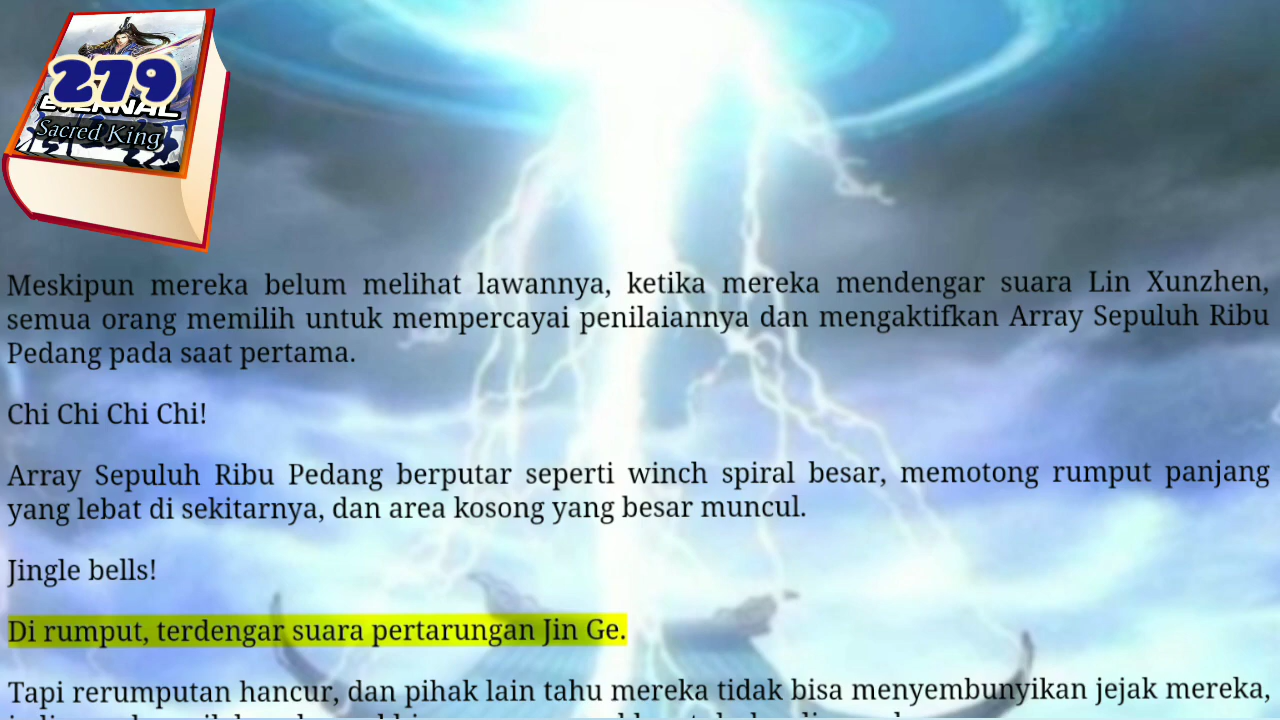 279
ETERNAL
Sacred King
Meskipun mereka belum melihat lawannya, ketika mereka mendengar suara Lin Xunzhen,
semua orang memilih untuk mempercayai penilaiannya dan mengaktifkan Array Sepuluh Ribu
Pedang pada saat pertama.
Chi Chi Chi Chi!
Array Sepuluh Ribu Pedang berputar seperti winch spiral besar, memotong rumput panjang
yang lebat di sekitarnya, dan area kosong yang besar muncul.
Jingle bells!
Di rumput, terdengar suara pertarungan Jin Ge.
Tapi rerumputan hancur, dan pihak lain tahu mereka tidak bisa menyembunyikan jejak mereka,